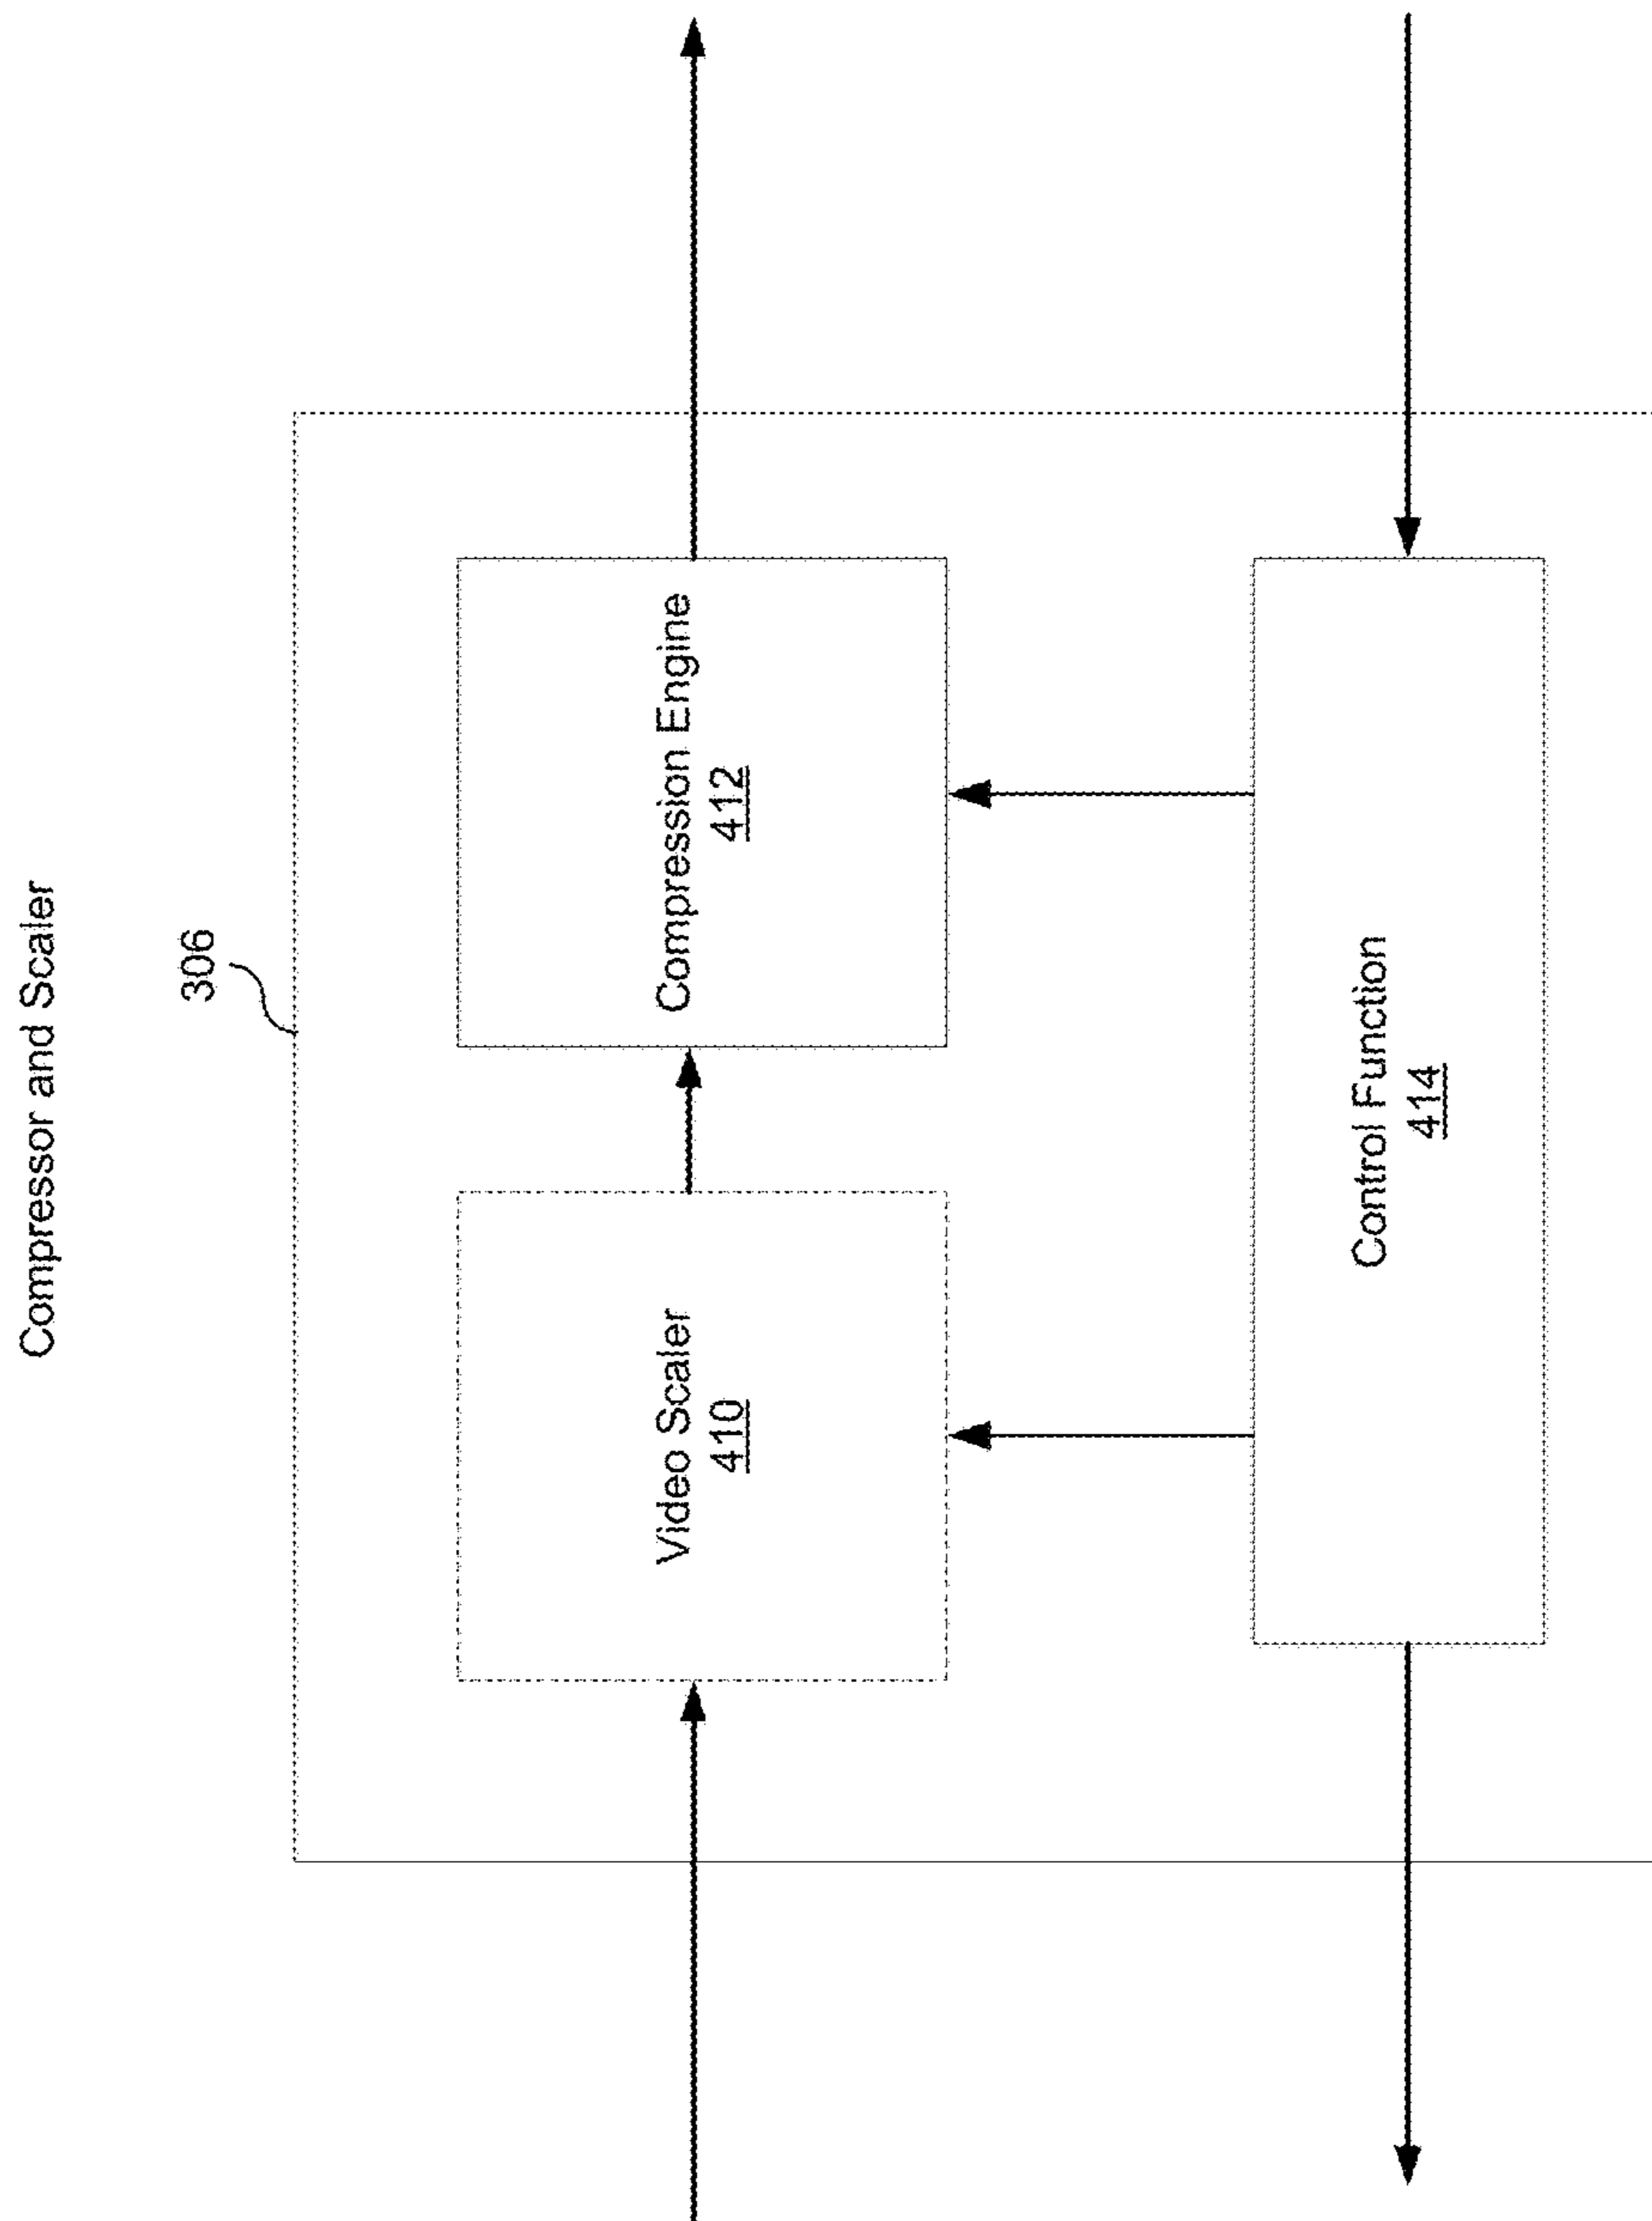 Compressor and Scaler
306
Video Scaler
410
Compression Engine
412
Control Function
414